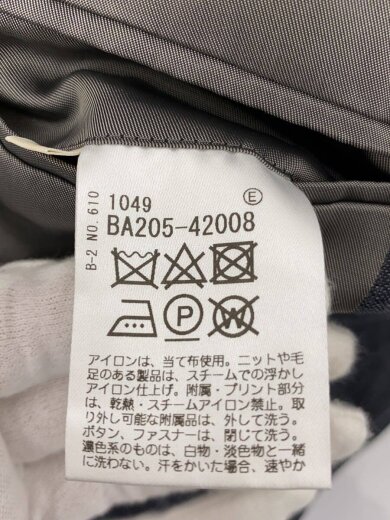 B-2 NO. 610
1049
E
BA205-42008
P
W
アイロンは、当て布使用。ニットや毛
足のある製品は、スチームでの浮かし
アイロン仕上げ。附属・プリント部分
は、乾熱・スチームアイロン禁止。取
り外し可能な附属品は、外して洗う。
ボタン、ファスナーは、閉じて洗う。
濃色系のものは、白物・淡色物と一緒
に洗わない。汗をかいた場合、速やか